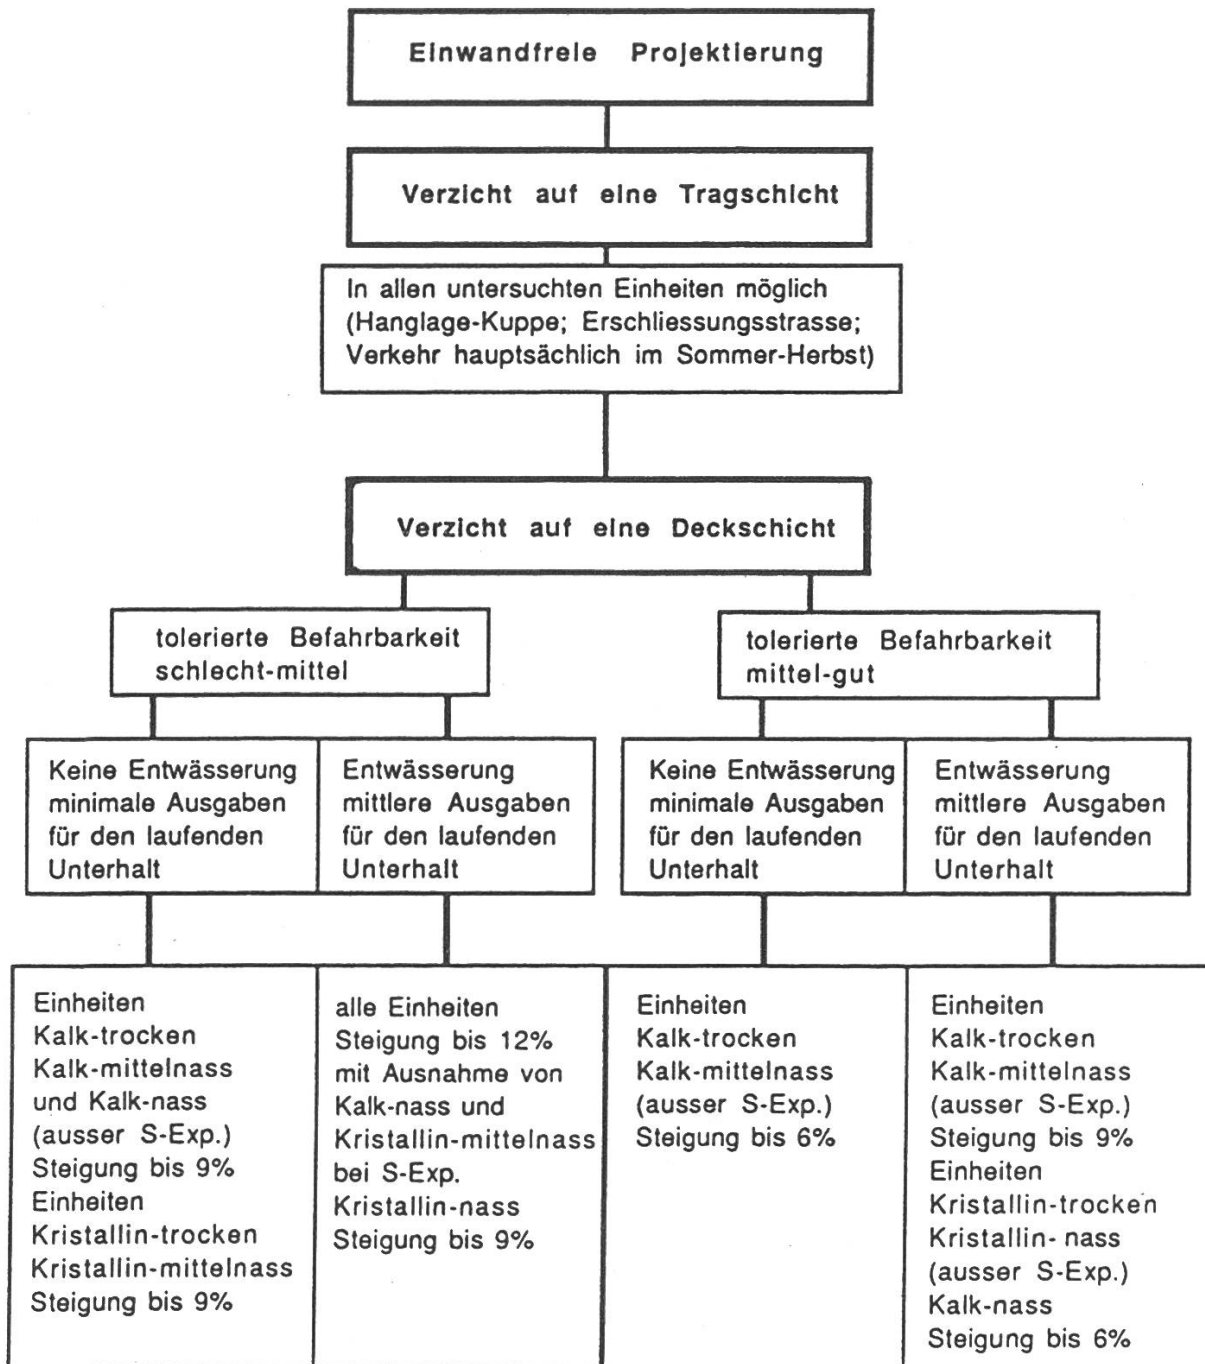 Einwandfreie Projektierung
Verzicht auf eine Tragschicht
In allen untersuchten Einheiten möglich
(Hanglage-Kuppe; Erschliessungsstrasse;
Verkehr hauptsächlich im Sommer-Herbst)
Verzicht auf eine Deckschicht
tolerierte Befahrbarkeit
schlecht-mittel
tolerierte Befahrbarkeit
mittel-gut
Keine Entwässerung
minimale Ausgaben
für den laufenden
Unterhalt
Entwässerung
mittlere Ausgaben
für den laufenden
Unterhalt
Keine Entwässerung
minimale Ausgaben
für den laufenden
Unterhalt
Entwässerung
mittlere Ausgaben
für den laufenden
Unterhalt
Einheiten
Kalk-trocken
Kalk-mittelnass
und Kalk-nass
(ausser S-Exp.)
Steigung bis 9%
Einheiten
Kristallin-trocken
Kristallin-mittelnass
Steigung bis 9%
alle Einheiten
Steigung bis 12%
mit Ausnahme von
Kalk-nass und
Kristallin-mittelnass
bei S-Exp.
Kristallin-nass
Steigung bis 9%
Einheiten
Kalk-trocken
Kalk-mittelnass
(ausser S-Exp.)
Steigung bis 6%
Einheiten
Kalk-trocken
Kalk-mittelnass
(ausser S-Exp.)
Steigung bis 9%
Einheiten
Kristallin-trocken
Kristallin- nass
(ausser S-Exp.)
Kalk-nass
Steigung bis 6%